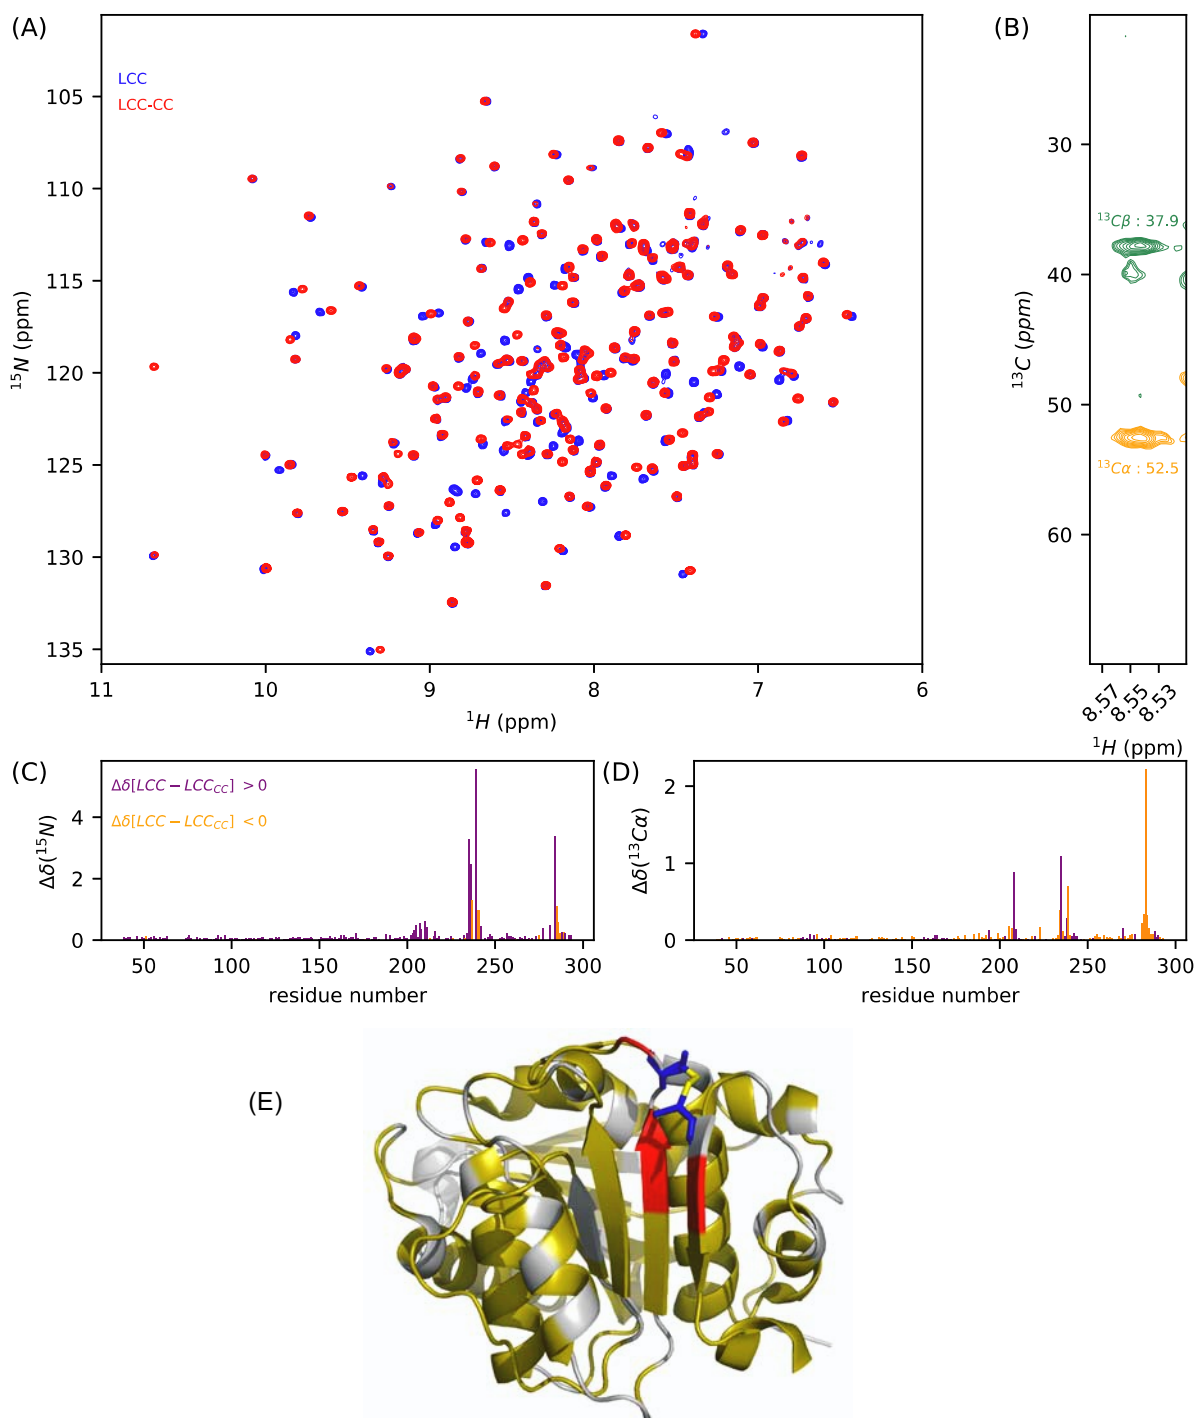 (A)
(B)
LCC
LCC-CC
105
110
115
120
125
130
135
¹⁵N (ppm)
11
10
9
8
7
6
¹H (ppm)
30
40
50
60
¹³C (ppm)
¹³Cβ : 37.9
¹³Cα : 52.5
8.57
8.55
8.53
¹H (ppm)
(C)
Δδ[LCC − LCC_CC] > 0
Δδ[LCC − LCC_CC] < 0
4
2
0
Δδ(¹⁵N)
50
100
150
200
250
300
residue number
(D)
2
1
0
Δδ(¹³Cα)
50
100
150
200
250
300
residue number
(E)